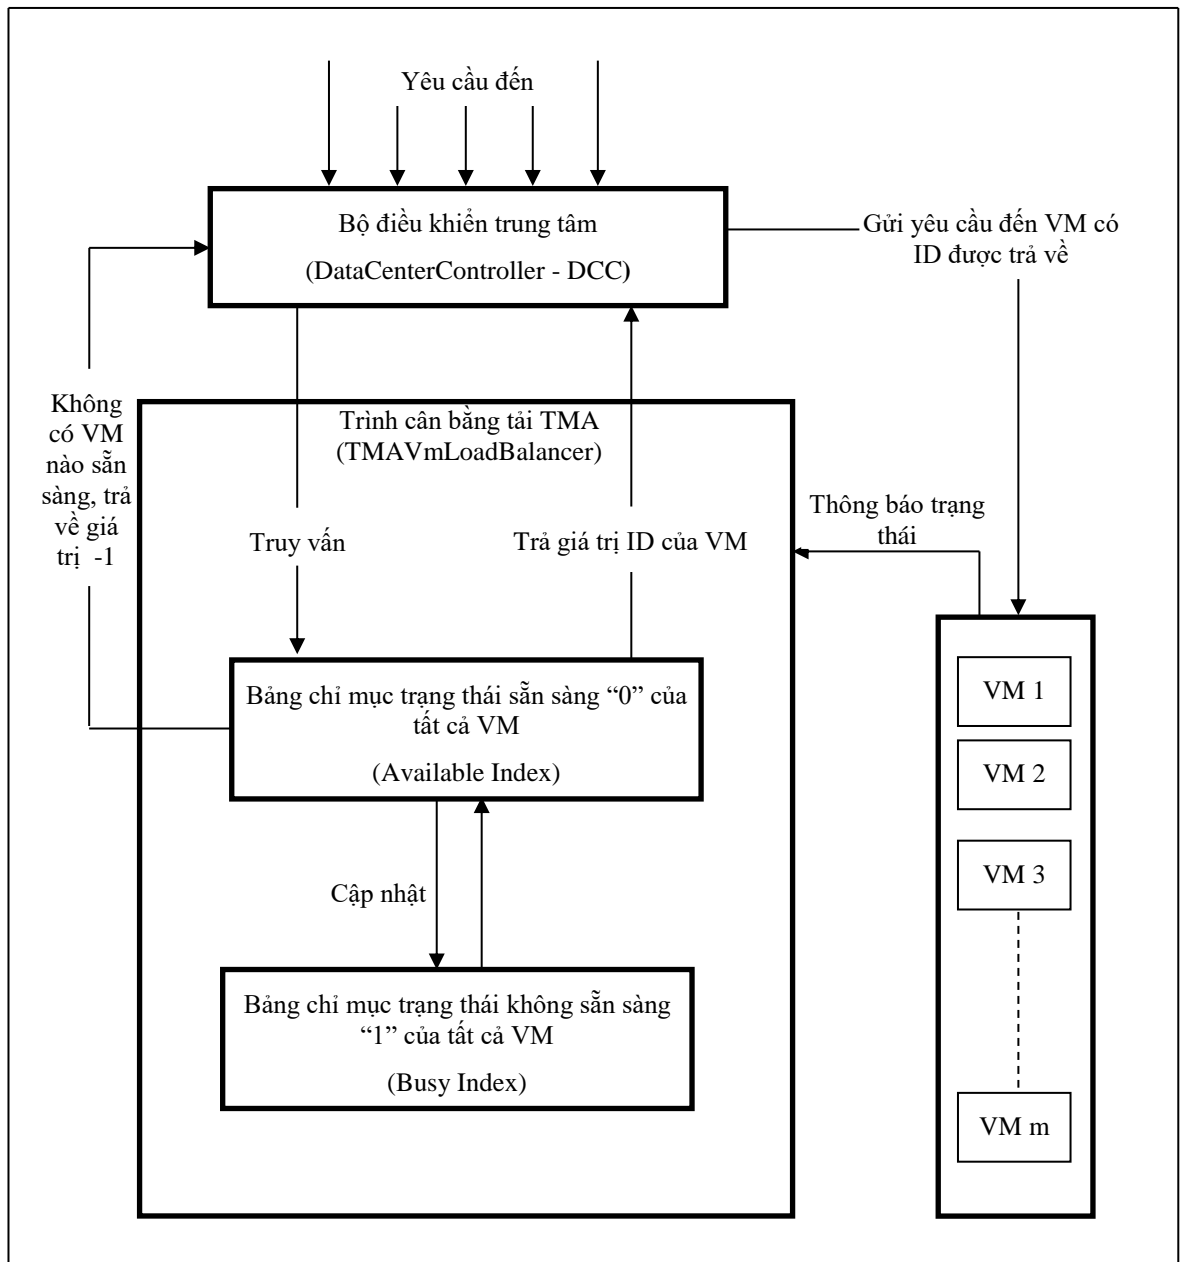 Yêu cầu đến
Bộ điều khiển trung tâm
(DataCenterController - DCC)
Gửi yêu cầu đến VM có
ID được trả về
Không
có VM
nào sẵn
sàng, trả
về giá
trị -1
Trình cân bằng tải TMA
(TMAVmLoadBalancer)
Truy vấn
Trả giá trị ID của VM
Thông báo trạng
thái
Bảng chỉ mục trạng thái sẵn sàng “0” của
tất cả VM
(Available Index)
Cập nhật
Bảng chỉ mục trạng thái không sẵn sàng
“1” của tất cả VM
(Busy Index)
VM 1
VM 2
VM 3
VM m